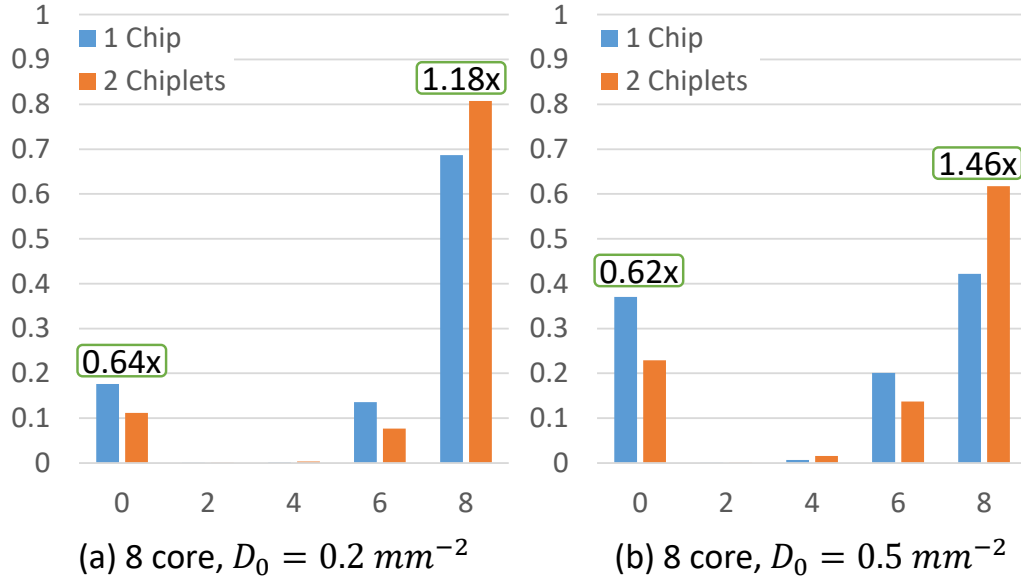 1
0.9
0.8
0.7
0.6
0.5
0.4
0.3
0.2
0.1
0
1 Chip
2 Chiplets
1.18x
0.64x
0 2 4 6 8
(a) 8 core, D₀ = 0.2 mm⁻²
1
0.9
0.8
0.7
0.6
0.5
0.4
0.3
0.2
0.1
0
1 Chip
2 Chiplets
1.46x
0.62x
0 2 4 6 8
(b) 8 core, D₀ = 0.5 mm⁻²